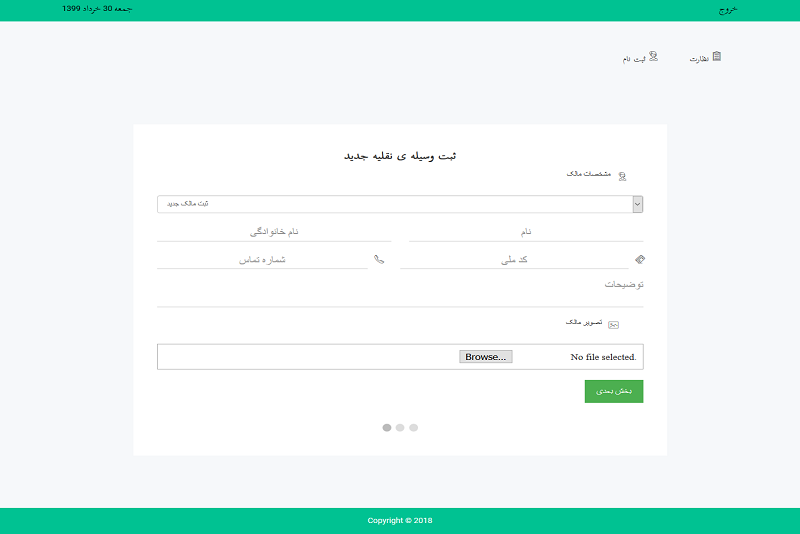 خروج
جمعه 30 خرداد 1399
نظارت
ثبت نام
ثبت وسیله ی نقلیه جدید
مشخصات مالک
ثبت مالک جدید
نام
نام خانوادگی
کد ملی
شماره تماس
توضیحات
تصویر مالک
Browse... No file selected.
بخش بعدی
Copyright © 2018